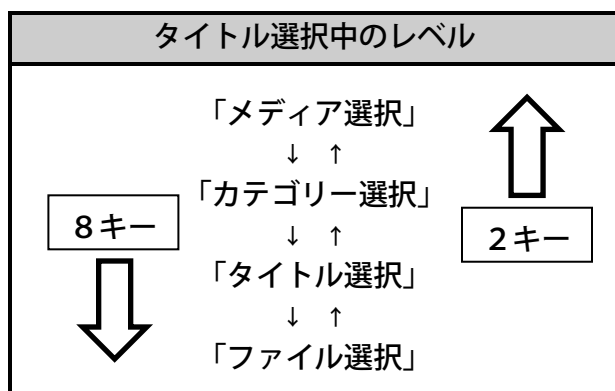 タイトル選択中のレベル
「メディア選択」
↓ ↑
「カテゴリー選択」
8キー
↓ ↑
2キー
「タイトル選択」
↓ ↑
「ファイル選択」